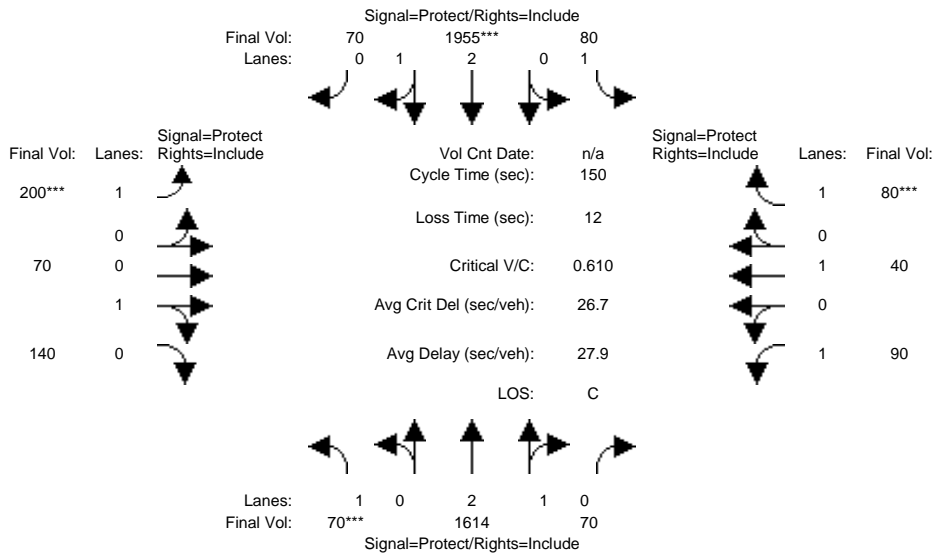 Signal=Protect/Rights=Include
Final Vol: 70 1955*** 80
Lanes: 0 1 2 0 1
Signal=Protect
Final Vol: Lanes: Rights=Include
Vol Cnt Date: n/a
Signal=Protect
Rights=Include Lanes: Final Vol:
Cycle Time (sec): 150
200*** 1
1 80***
Loss Time (sec): 12
0
0
70 0
Critical V/C: 0.610
1 40
1
Avg Crit Del (sec/veh): 26.7
0
140 0
Avg Delay (sec/veh): 27.9
1 90
LOS: C
Lanes: 1 0 2 1 0
Final Vol: 70*** 1614 70
Signal=Protect/Rights=Include